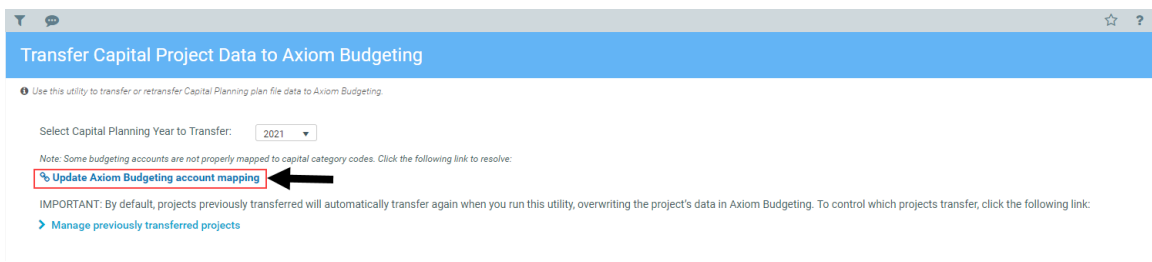 ?
Transfer Capital Project Data to Axiom Budgeting
Use this utility to transfer or retransfer Capital Planning plan file data to Axiom Budgeting.
Select Capital Planning Year to Transfer: 2021
Note: Some budgeting accounts are not properly mapped to capital category codes. Click the following link to resolve:
Update Axiom Budgeting account mapping
IMPORTANT: By default, projects previously transferred will automatically transfer again when you run this utility, overwriting the project's data in Axiom Budgeting. To control which projects transfer, click the following link:
Manage previously transferred projects